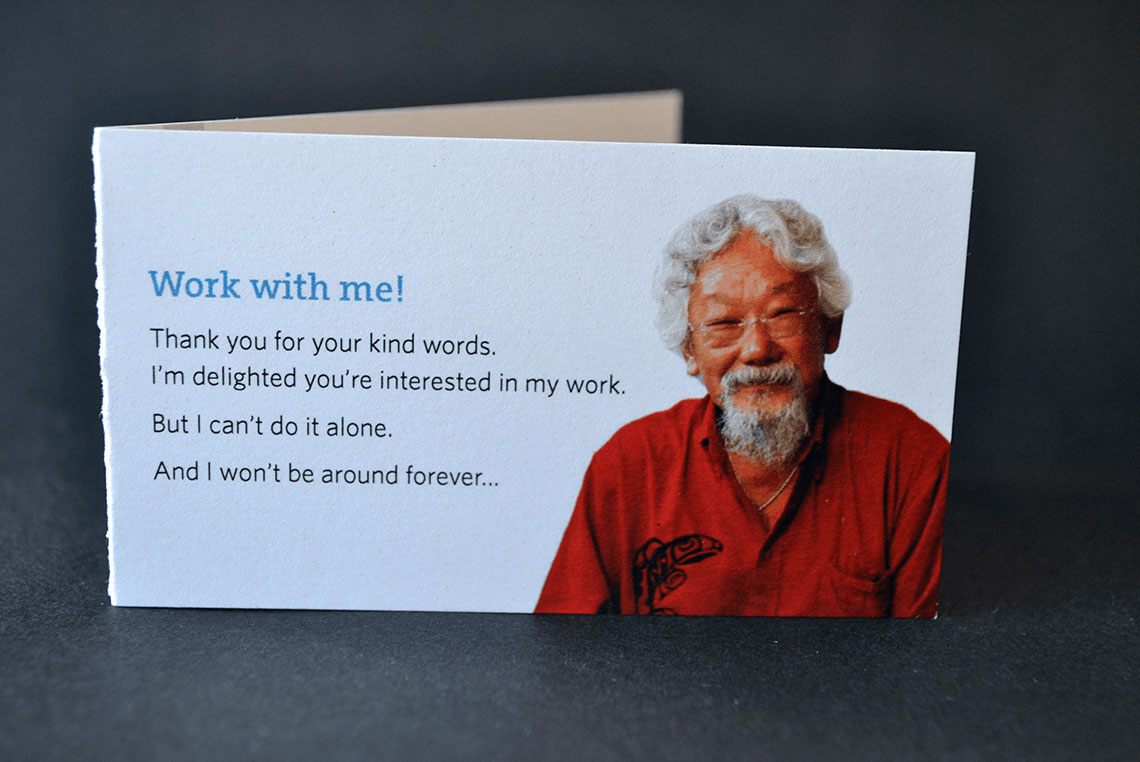 Work with me!
Thank you for your kind words.
I’m delighted you’re interested in my work.
But I can’t do it alone.
And I won’t be around forever...